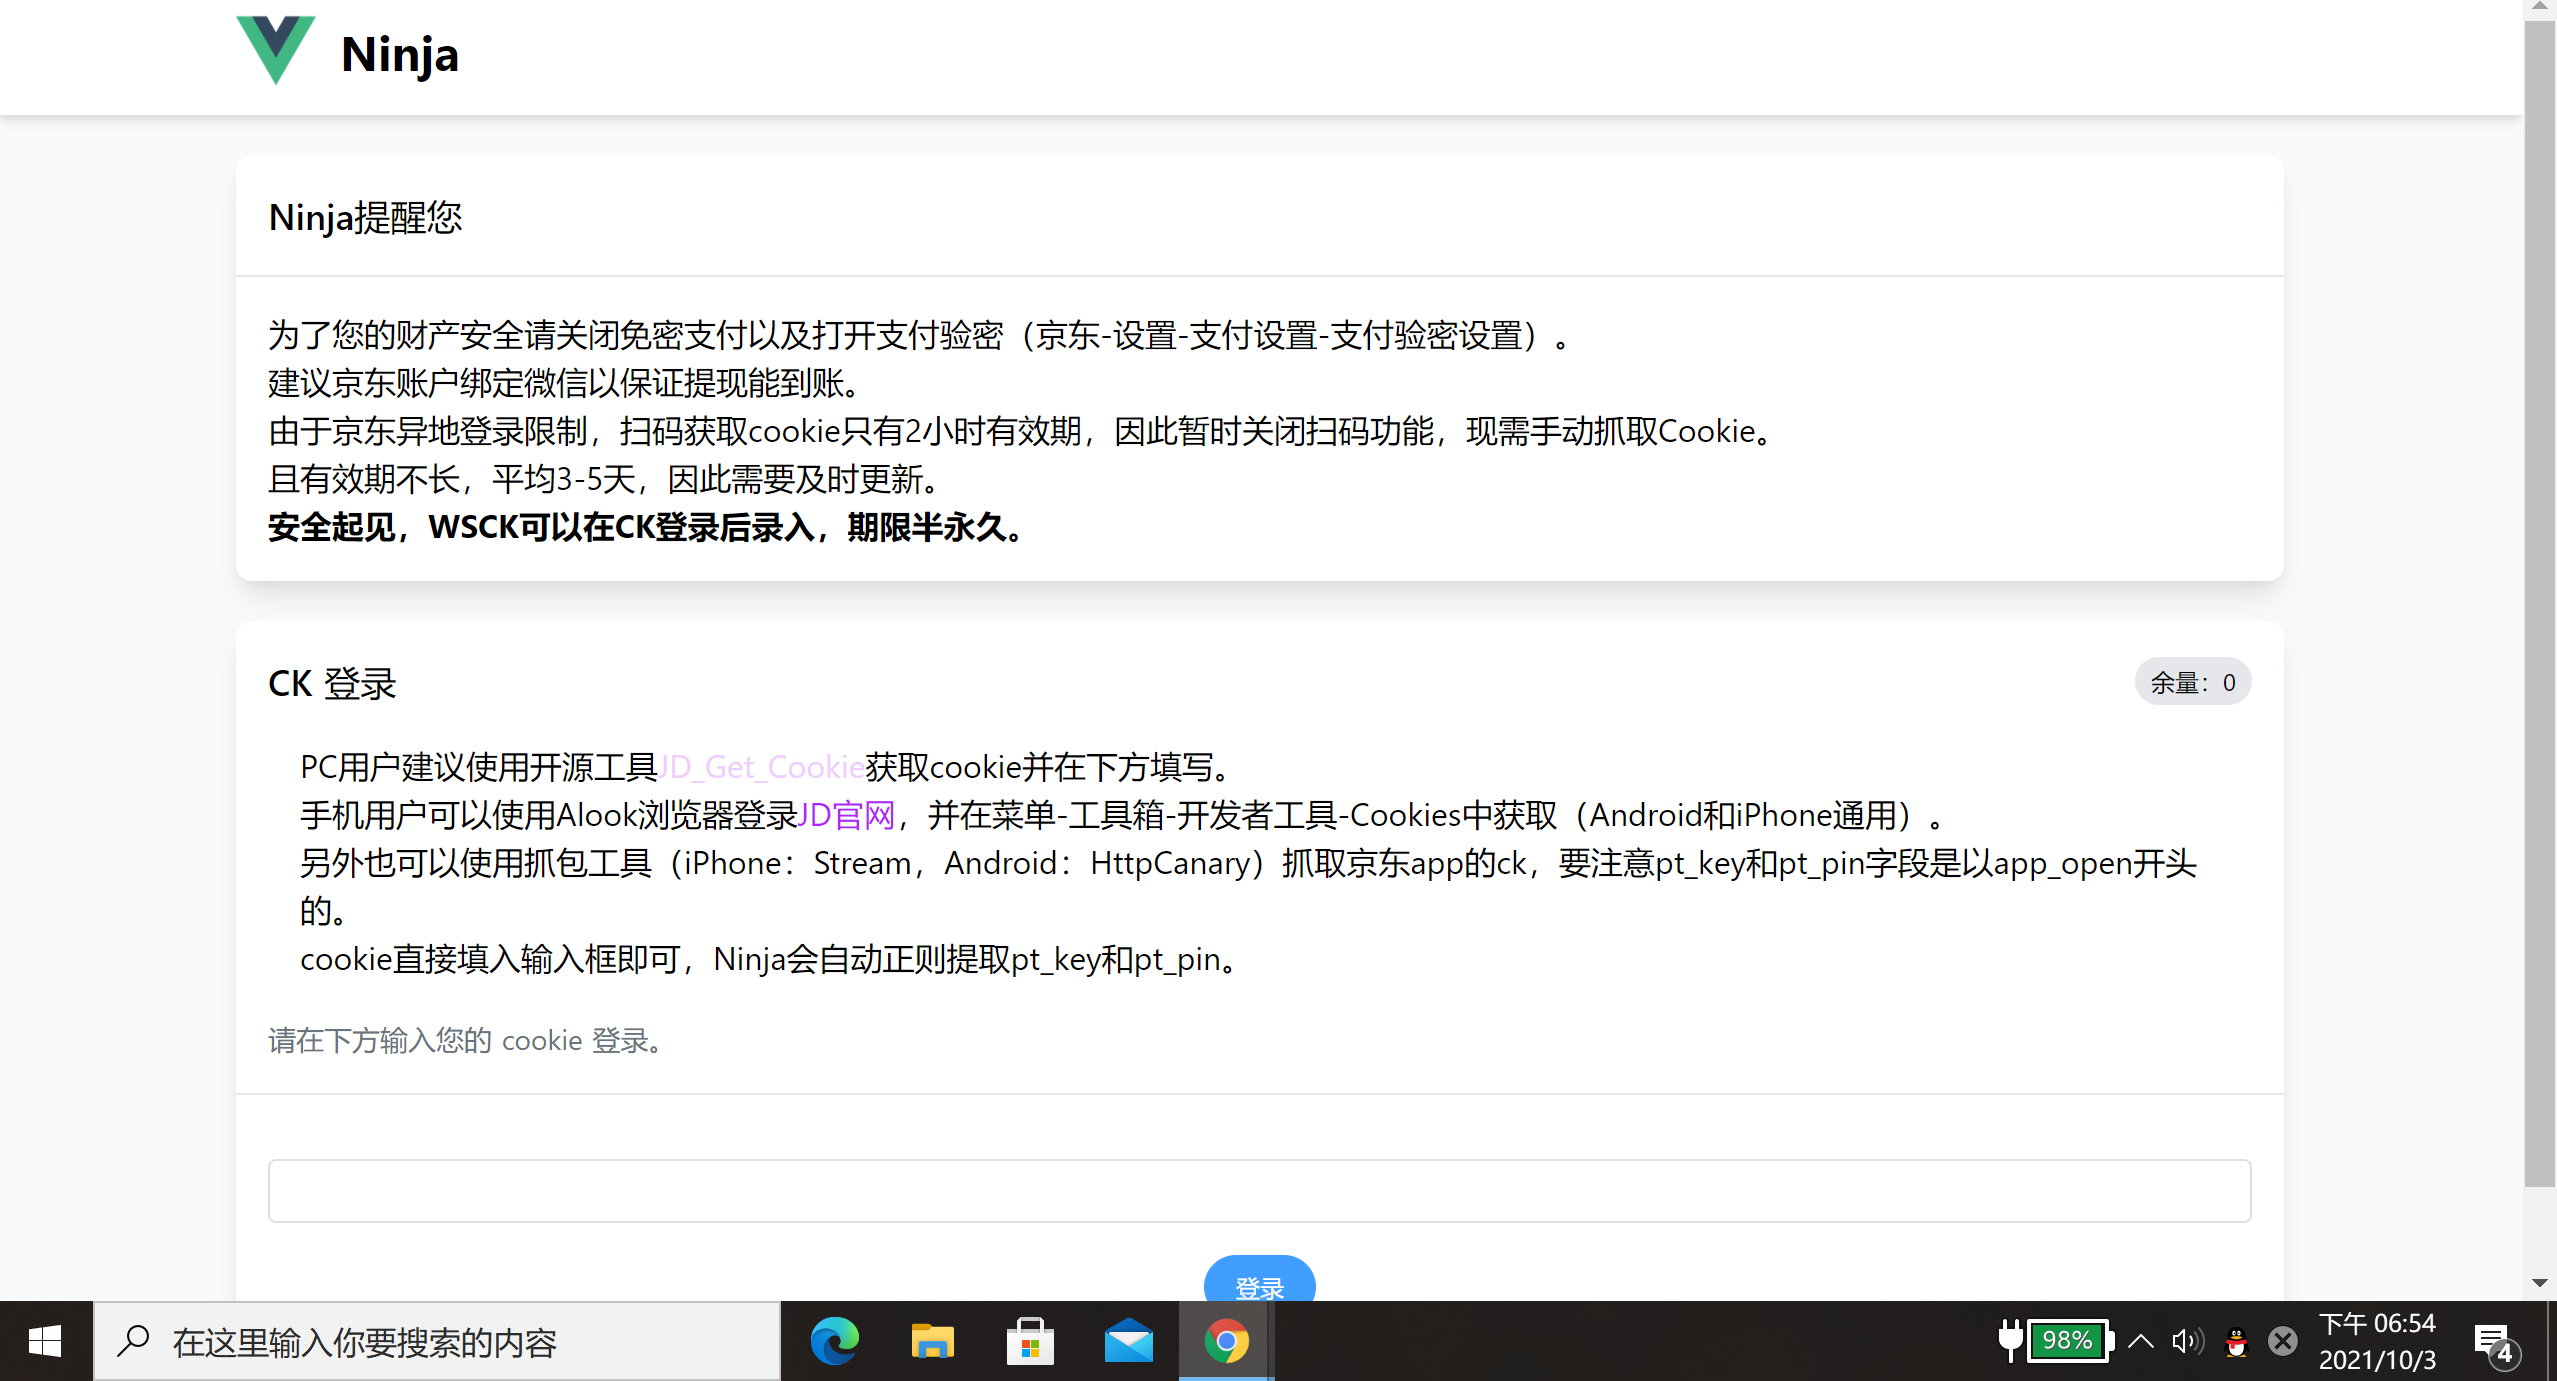 Ninja
Ninja提醒您
为了您的财产安全请关闭免密支付以及打开支付验密（京东-设置-支付设置-支付验密设置）。
建议京东账户绑定微信以保证提现能到账。
由于京东异地登录限制，扫码获取cookie只有2小时有效期，因此暂时关闭扫码功能，现需手动抓取Cookie。
且有效期不长，平均3-5天，因此需要及时更新。
安全起见，WSCK可以在CK登录后录入，期限半永久。
CK 登录
余量：0
PC用户建议使用开源工具JD_Get_Cookie获取cookie并在下方填写。
手机用户可以使用Alook浏览器登录JD官网，并在菜单-工具箱-开发者工具-Cookies中获取（Android和iPhone通用）。
另外也可以使用抓包工具（iPhone：Stream，Android：HttpCanary）抓取京东app的ck，要注意pt_key和pt_pin字段是以app_open开头
的。
cookie直接填入输入框即可，Ninja会自动正则提取pt_key和pt_pin。
请在下方输入您的 cookie 登录。
登录
在这里输入你要搜索的内容
98%
下午 06:54
2021/10/3
4